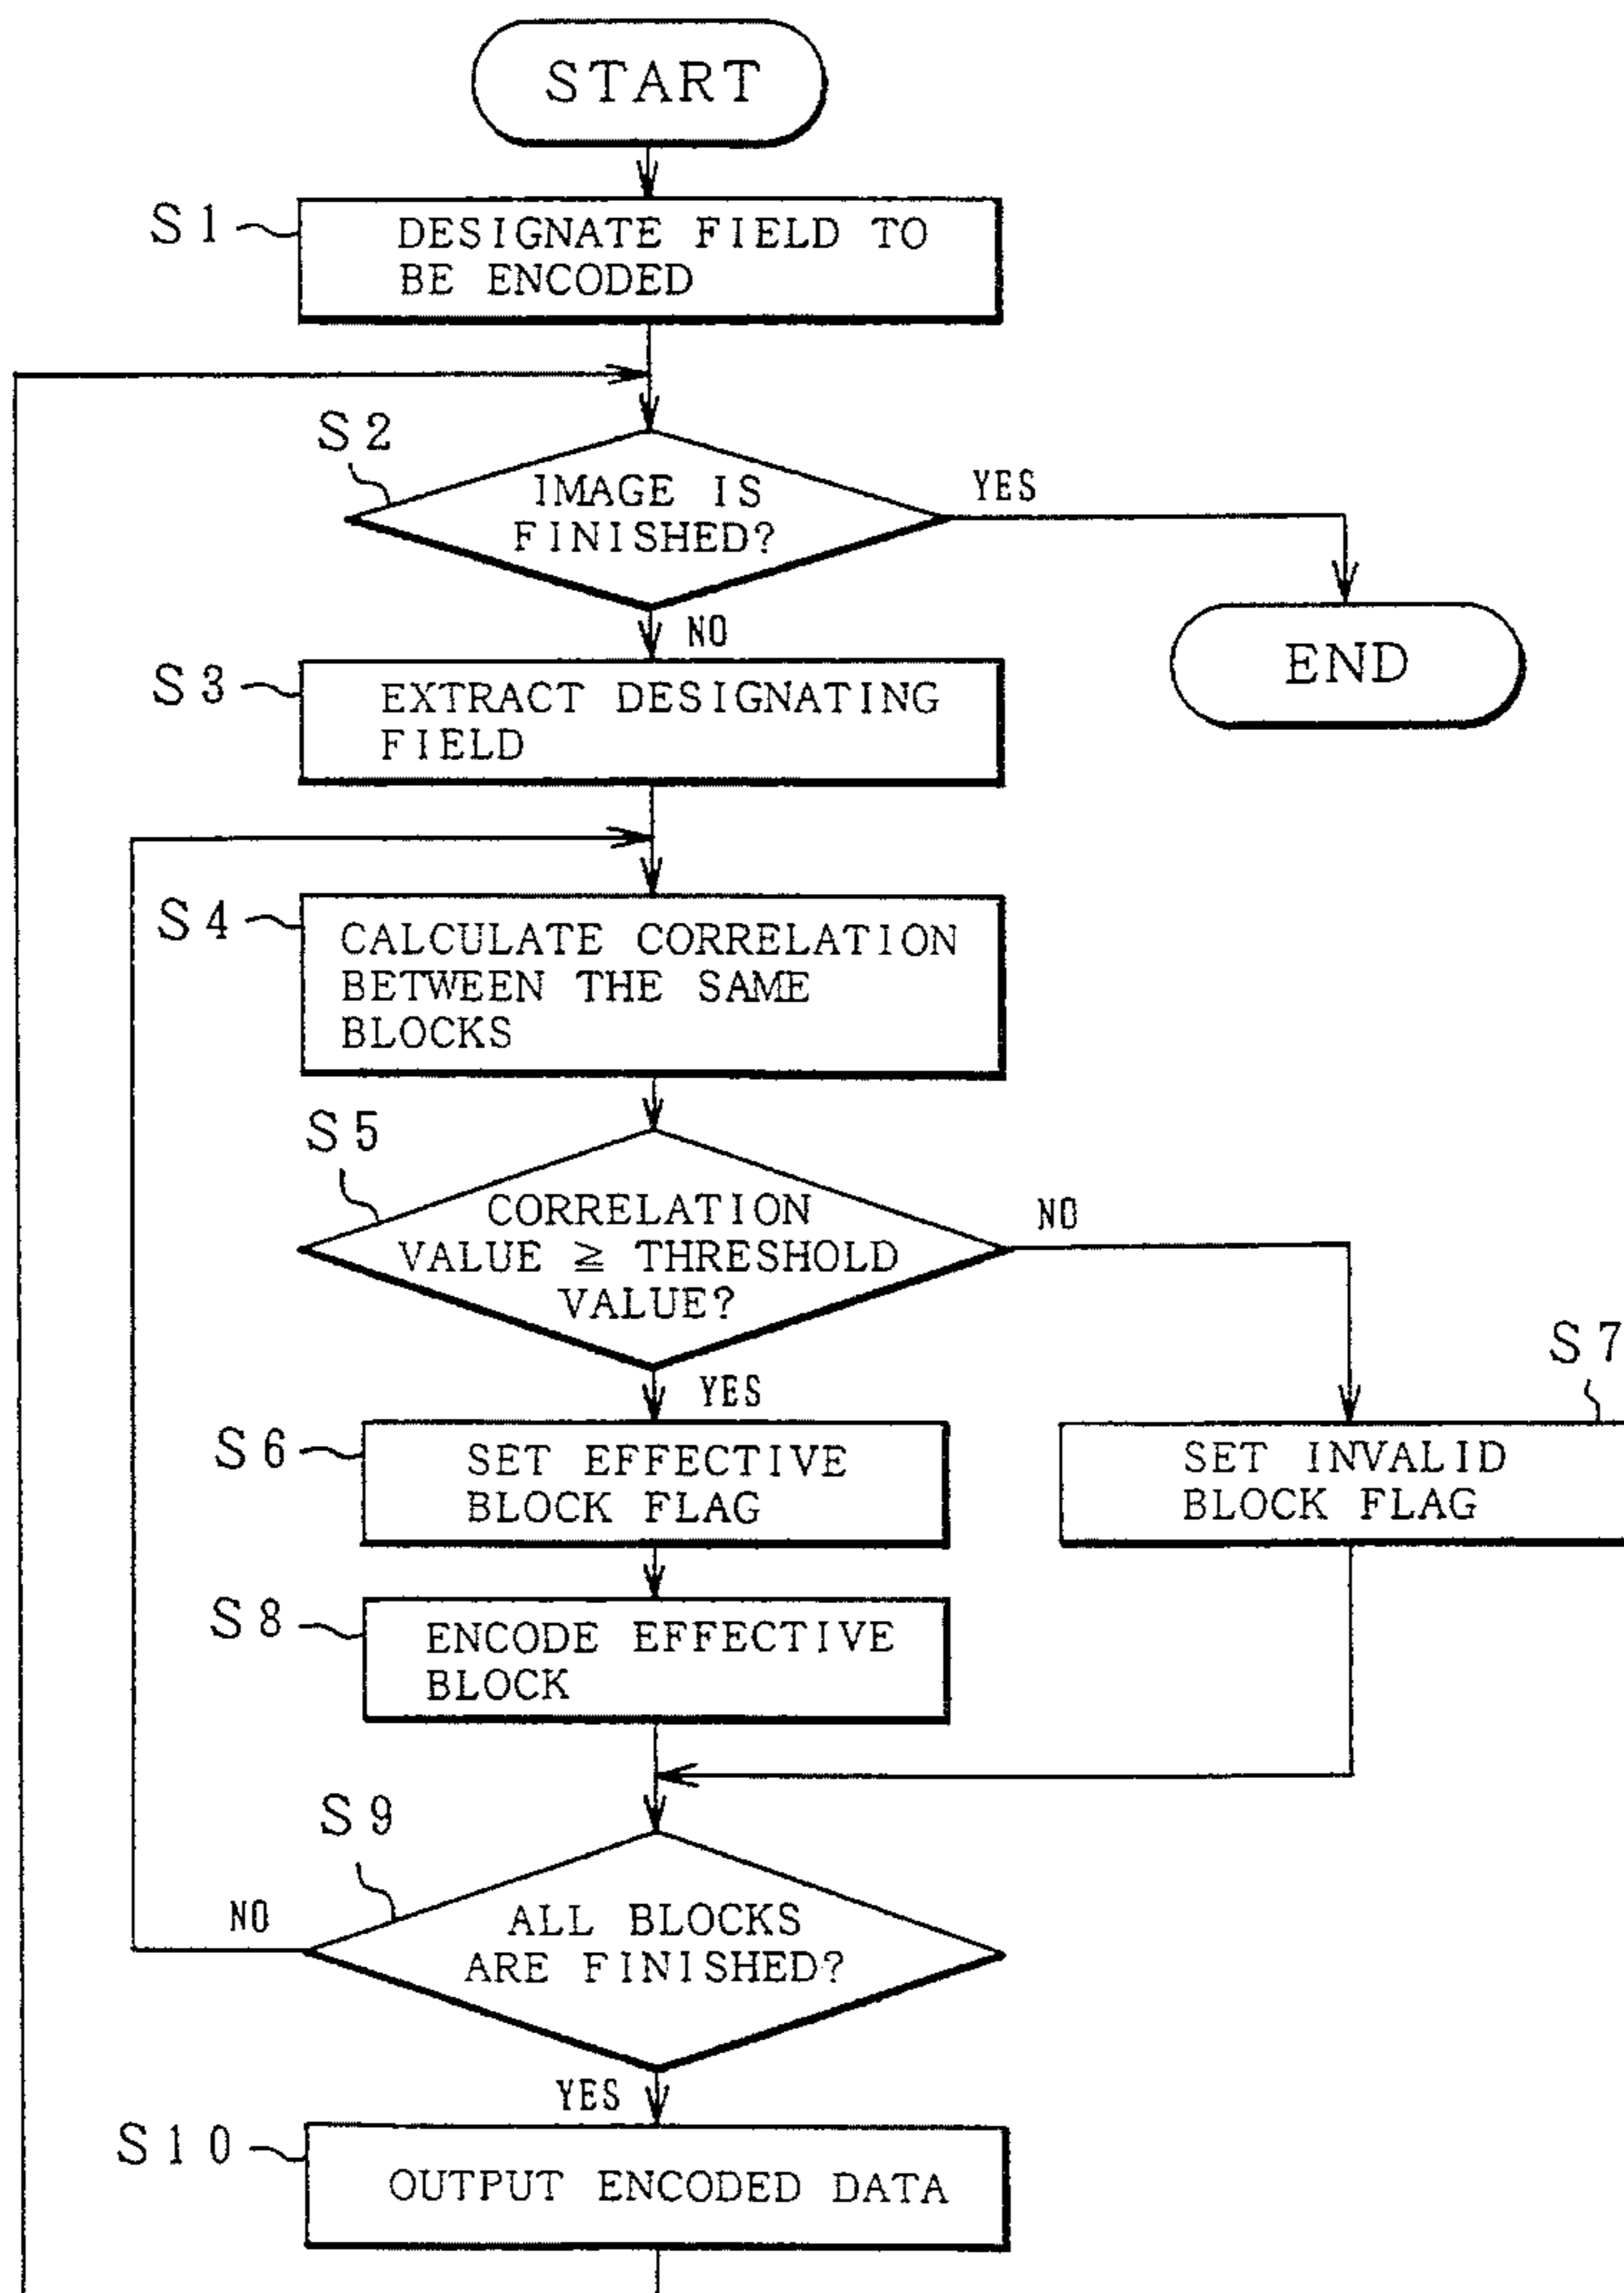 START
S1
DESIGNATE FIELD TO
BE ENCODED
S2
IMAGE IS
FINISHED?
YES
NO
END
S3
EXTRACT DESIGNATING
FIELD
S4
CALCULATE CORRELATION
BETWEEN THE SAME
BLOCKS
S5
CORRELATION
VALUE ≧ THRESHOLD
VALUE?
NO
YES
S6
SET EFFECTIVE
BLOCK FLAG
S7
SET INVALID
BLOCK FLAG
S8
ENCODE EFFECTIVE
BLOCK
S9
ALL BLOCKS
ARE FINISHED?
NO
YES
S10
OUTPUT ENCODED DATA